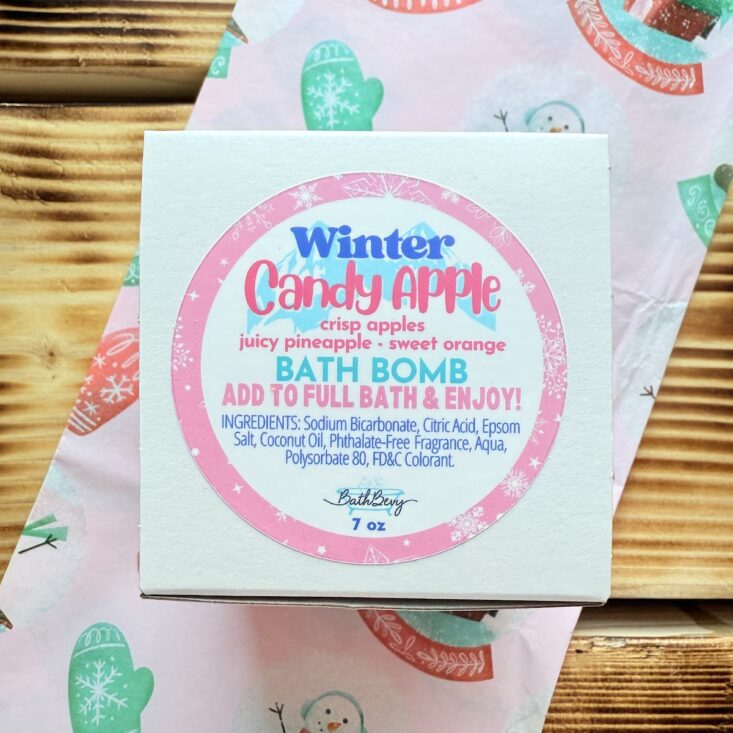 Winter
Candy Apple
crisp apples
juicy pineapple - sweet orange
BATH BOMB
ADD TO FULL BATH & ENJOY!
INGREDIENTS: Sodium Bicarbonate, Citric Acid, Epsom
Salt, Coconut Oil, Phthalate-Free Fragrance, Aqua,
Polysorbate 80, FD&C Colorant.
BathBevy
7 oz